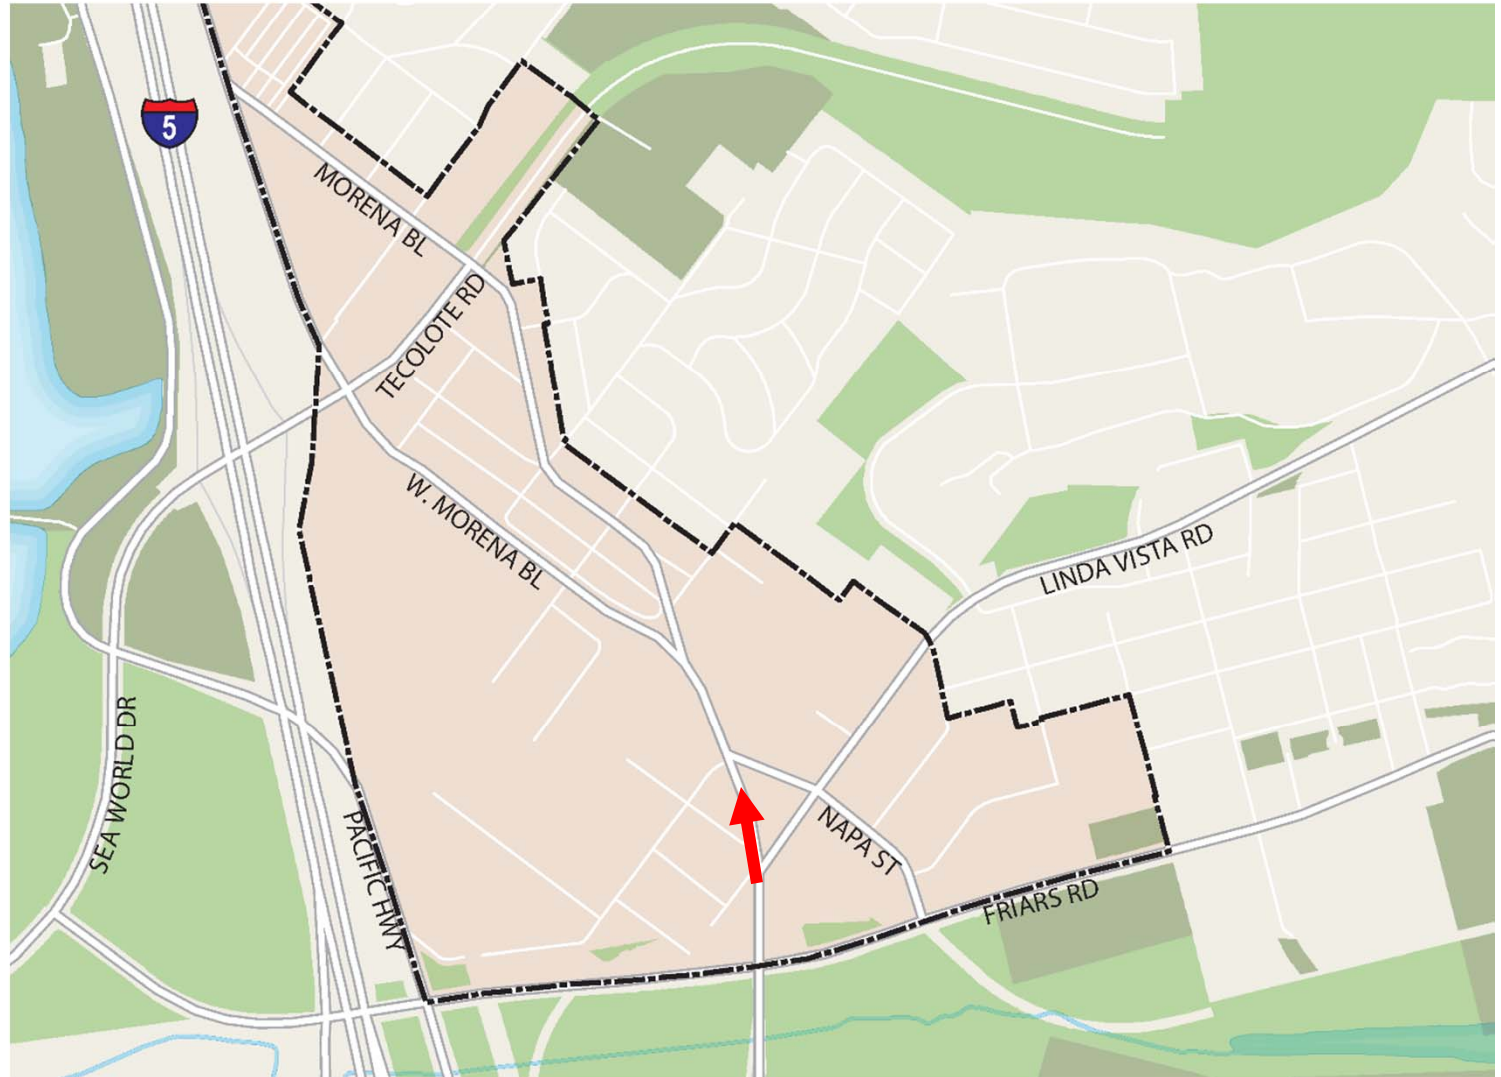 5
MORENA BL
TECOLOTE RD
W. MORENA BL
LINDA VISTA RD
SEA WORLD DR
PACIFIC HWY
NAPA ST
FRIARS RD